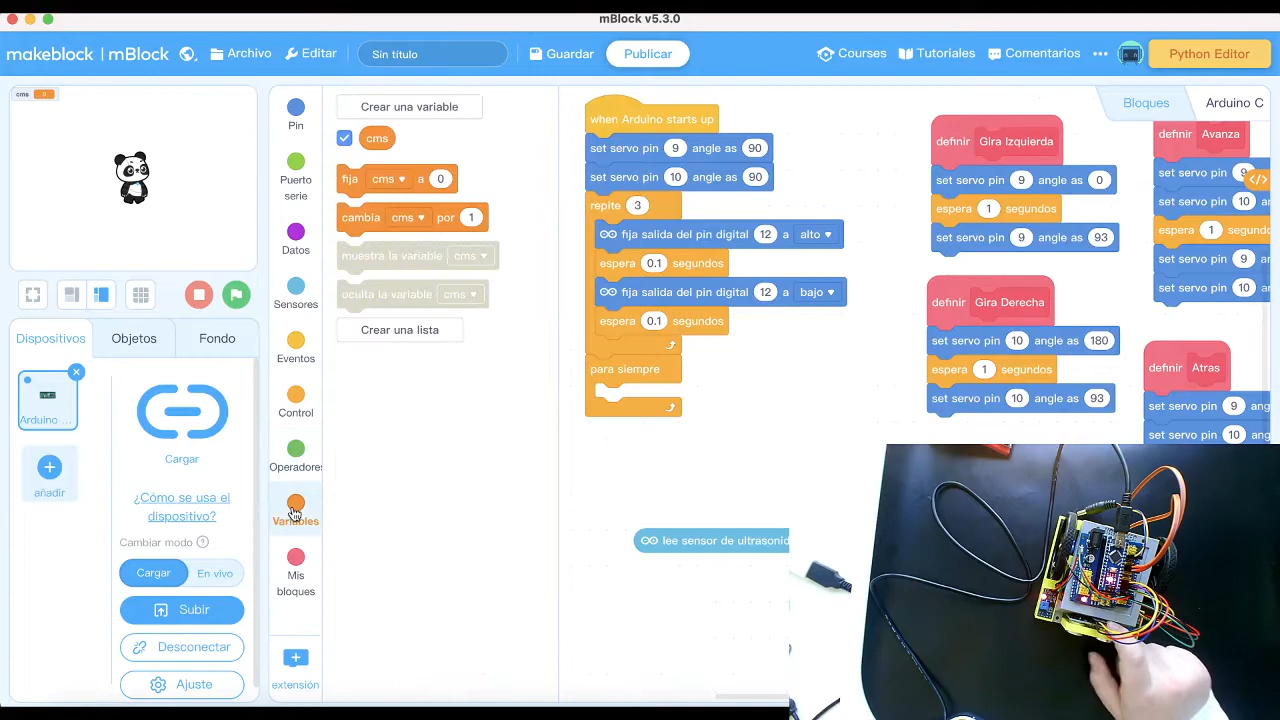 mBlock v5.3.0
makeblock | mBlock
Archivo
Editar
Sin título
Guardar
Publicar
Courses
Tutoriales
Comentarios
Python Editor
cms 0
Dispositivos
Objetos
Fondo
Arduino ...
añadir
Cargar
¿Cómo se usa el
dispositivo?
Cambiar modo ?
Cargar
En vivo
Subir
Desconectar
Ajuste
Pin
Puerto
serie
Datos
Sensores
Eventos
Control
Operadores
Variables
Mis
bloques
extensión
Crear una variable
cms
fija cms a 0
cambia cms por 1
muestra la variable cms
oculta la variable cms
Crear una lista
when Arduino starts up
set servo pin 9 angle as 90
set servo pin 10 angle as 90
repite 3
fija salida del pin digital 12 a alto
espera 0.1 segundos
fija salida del pin digital 12 a bajo
espera 0.1 segundos
para siempre
lee sensor de ultrasonid
definir Gira Izquierda
set servo pin 9 angle as 0
espera 1 segundos
set servo pin 9 angle as 93
definir Gira Derecha
set servo pin 10 angle as 180
espera 1 segundos
set servo pin 10 angle as 93
Bloques
Arduino C
definir Avanza
set servo pin 9
set servo pin 10 a
espera 1 segundo
set servo pin 9
set servo pin 10 a
definir Atras
set servo pin 9 a
set servo pin 10 a